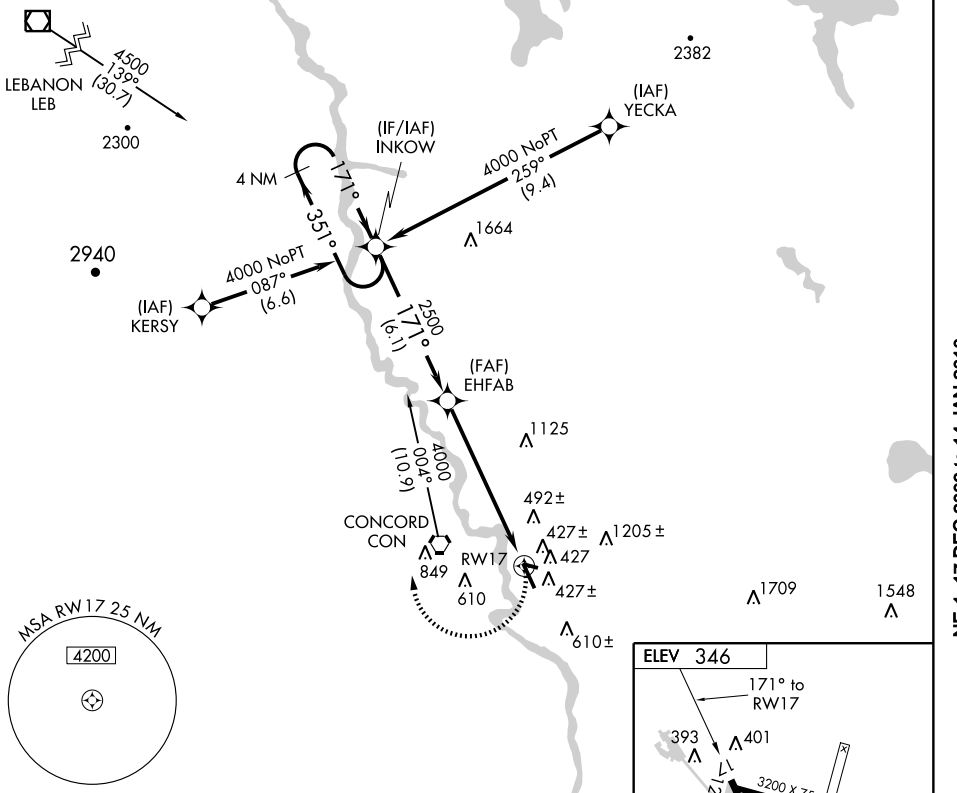 LEBANON
LEB
4500
139°
(30.7)
2300
2382
(IAF)
YECKA
(IF/IAF)
INKOW
4000 NoPT
259°
(9.4)
4 NM
171°
351°
1664
2940
4000 NoPT
087°
(6.6)
(IAF)
KERSY
2500
171°
(6.1)
(FAF)
EHFAB
1125
4000
004°
(10.9)
492±
CONCORD
CON
427±
1205±
RW17
427
849
610
427±
1709
1548
610±
MSA RW17 25 NM
4200
ELEV 346
171° to
RW17
393
401
17
3200 X